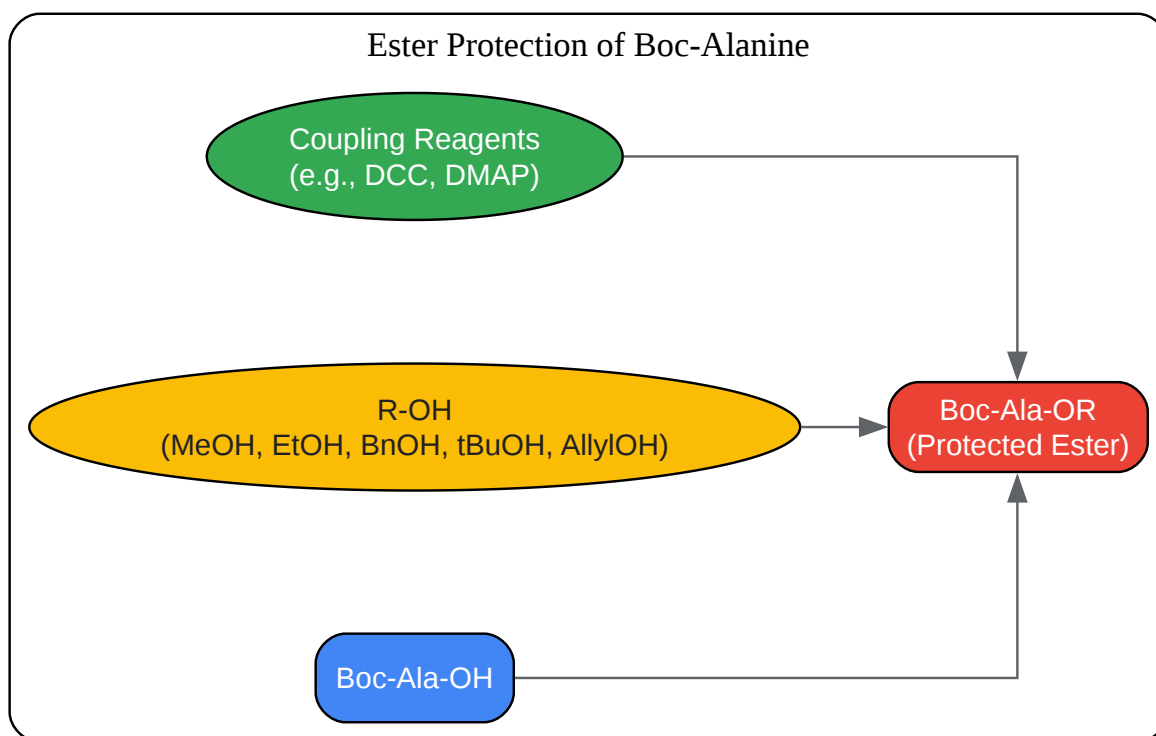 Ester Protection of Boc-Alanine
Coupling Reagents
(e.g., DCC, DMAP)
R-OH
(MeOH, EtOH, BnOH, tBuOH, AllylOH)
Boc-Ala-OR
(Protected Ester)
Boc-Ala-OH